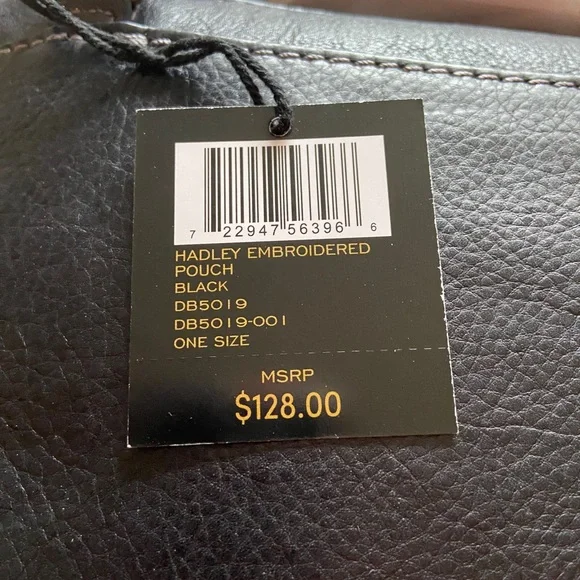 7 22947 56396 6
HADLEY EMBROIDERED
POUCH
BLACK
DB5019
DB5019-001
ONE SIZE
MSRP
$128.00